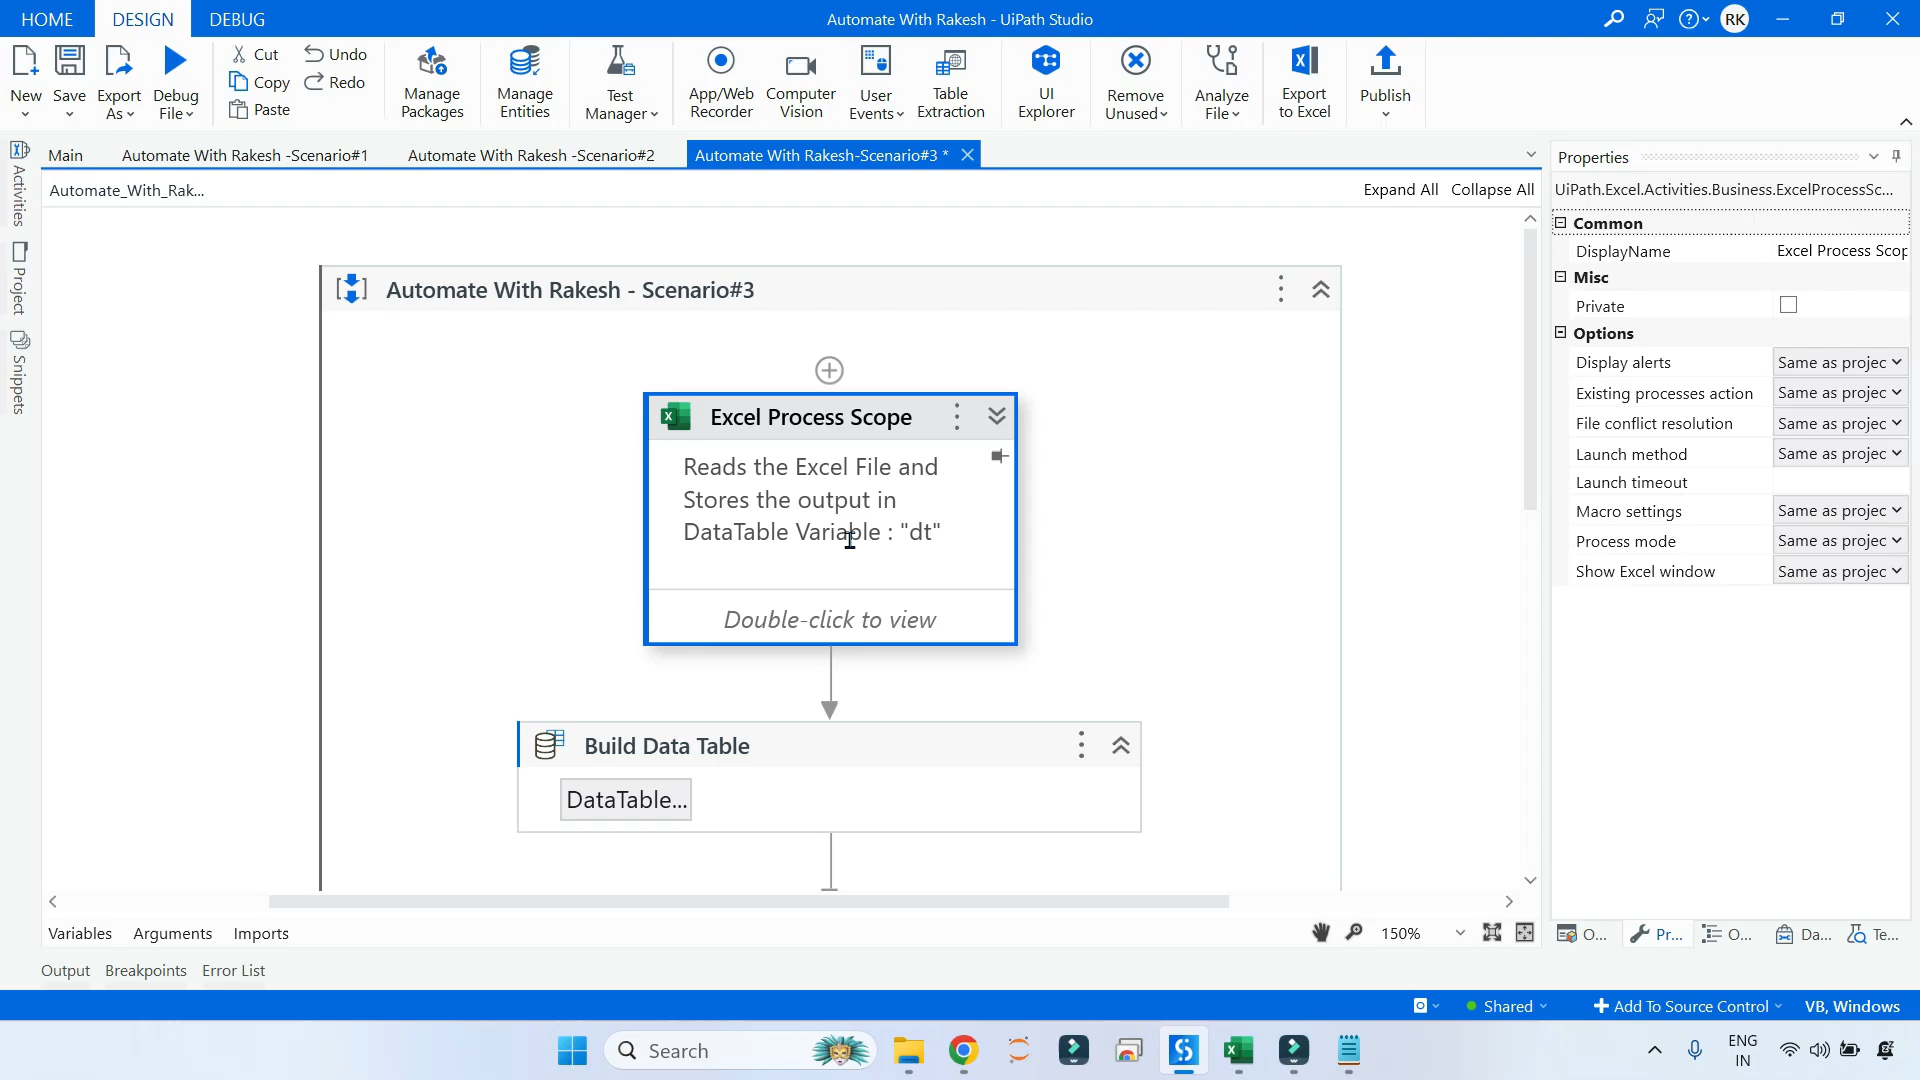 HOME DESIGN DEBUG
Automate With Rakesh - UiPath Studio
RK
New
Save
Export As
Debug File
Cut
Copy
Paste
Undo
Redo
Manage Packages
Manage Entities
Test Manager
App/Web Recorder
Computer Vision
User Events
Table Extraction
UI Explorer
Remove Unused
Analyze File
Export to Excel
Publish
Main
Automate With Rakesh -Scenario#1
Automate With Rakesh -Scenario#2
Automate With Rakesh-Scenario#3 *
Automate_With_Rak...
Expand All Collapse All
Activities
Project
Snippets
Automate With Rakesh - Scenario#3
Excel Process Scope
Reads the Excel File and
Stores the output in
DataTable Variable : "dt"
Double-click to view
Build Data Table
DataTable...
Properties
UiPath.Excel.Activities.Business.ExcelProcessSc...
Common
DisplayName Excel Process Scop
Misc
Private
Options
Display alerts Same as projec
Existing processes action Same as projec
File conflict resolution Same as projec
Launch method Same as projec
Launch timeout
Macro settings Same as projec
Process mode Same as projec
Show Excel window Same as projec
Variables Arguments Imports
150%
O... Pr... O... Da... Te...
Output Breakpoints Error List
Shared
Add To Source Control
VB, Windows
Search
ENG
IN